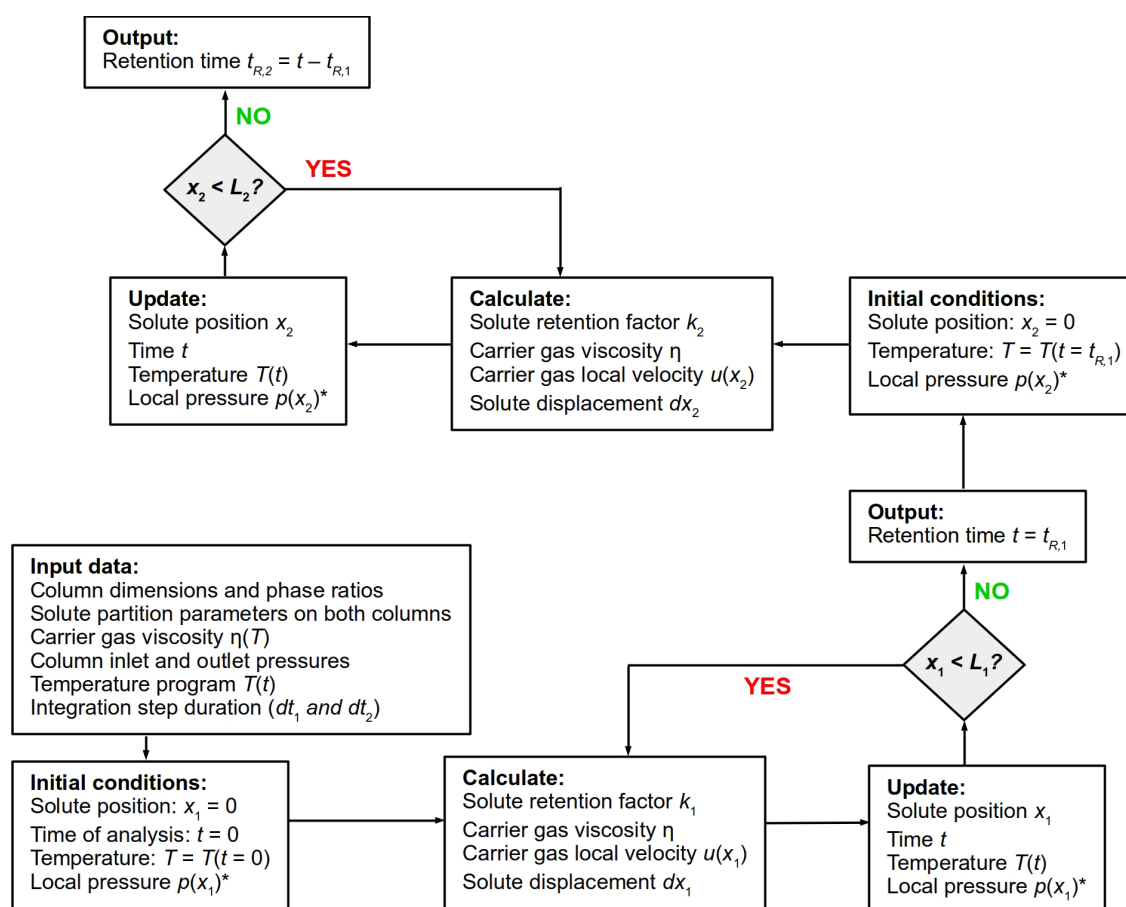 Output:
Retention time t_R,2 = t – t_R,1
NO
x_2 < L_2?
YES
Update:
Solute position x_2
Time t
Temperature T(t)
Local pressure p(x_2)*
Calculate:
Solute retention factor k_2
Carrier gas viscosity η
Carrier gas local velocity u(x_2)
Solute displacement dx_2
Initial conditions:
Solute position: x_2 = 0
Temperature: T = T(t = t_R,1)
Local pressure p(x_2)*
Output:
Retention time t = t_R,1
NO
x_1 < L_1?
YES
Input data:
Column dimensions and phase ratios
Solute partition parameters on both columns
Carrier gas viscosity η(T)
Column inlet and outlet pressures
Temperature program T(t)
Integration step duration (dt_1 and dt_2)
Initial conditions:
Solute position: x_1 = 0
Time of analysis: t = 0
Temperature: T = T(t = 0)
Local pressure p(x_1)*
Calculate:
Solute retention factor k_1
Carrier gas viscosity η
Carrier gas local velocity u(x_1)
Solute displacement dx_1
Update:
Solute position x_1
Time t
Temperature T(t)
Local pressure p(x_1)*